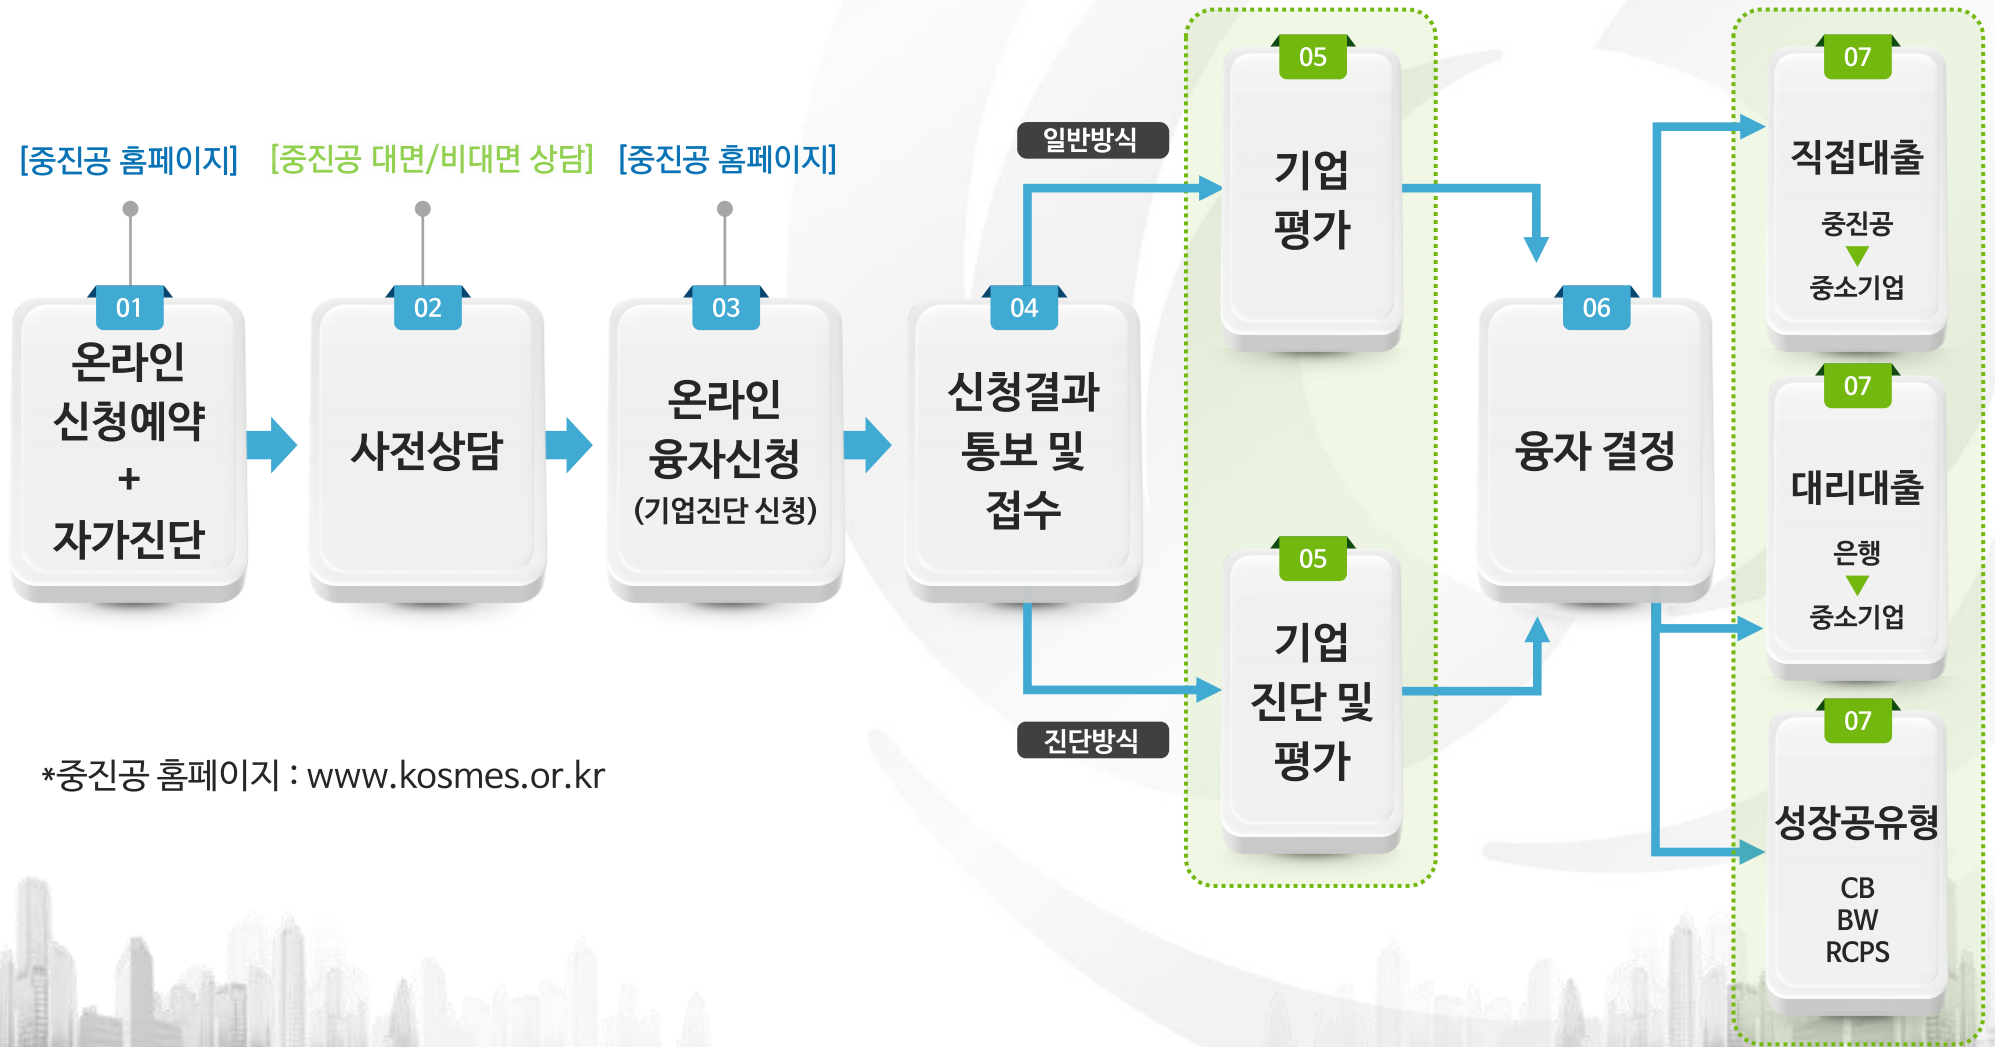 [중진공 홈페이지]
01
온라인
신청예약
+
자가진단
[중진공 대면/비대면 상담]
02
사전상담
[중진공 홈페이지]
03
온라인
융자신청
(기업진단 신청)
04
신청결과
통보 및
접수
일반방식
05
기업
평가
진단방식
05
기업
진단 및
평가
06
융자 결정
07
직접대출
중진공
중소기업
07
대리대출
은행
중소기업
07
성장공유형
CB
BW
RCPS
*중진공 홈페이지 : www.kosmes.or.kr